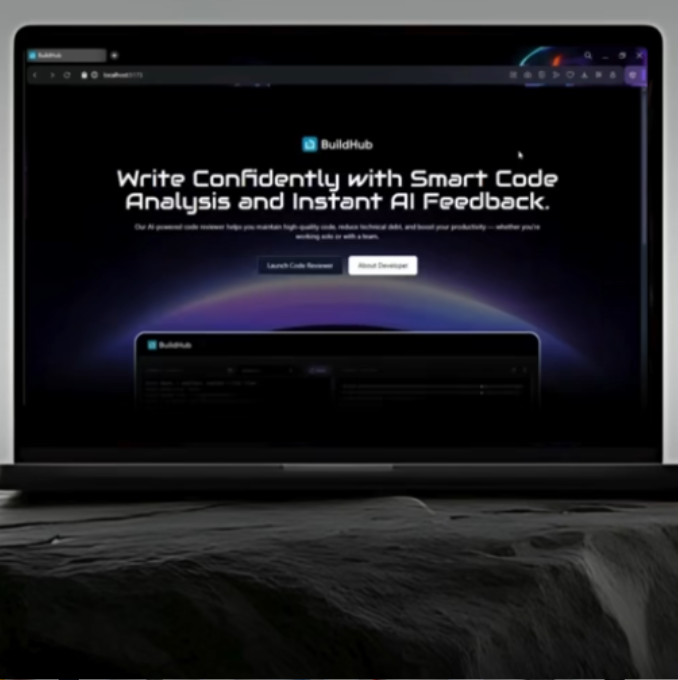 BuildHub
localhost:5173
BuildHub
Write Confidently with Smart Code
Analysis and Instant AI Feedback.
Our AI-powered code reviewer helps you maintain high-quality code, reduce technical debt, and boost your productivity — whether you're
working solo or with a team.
Launch Code Reviewer
About Developer
BuildHub